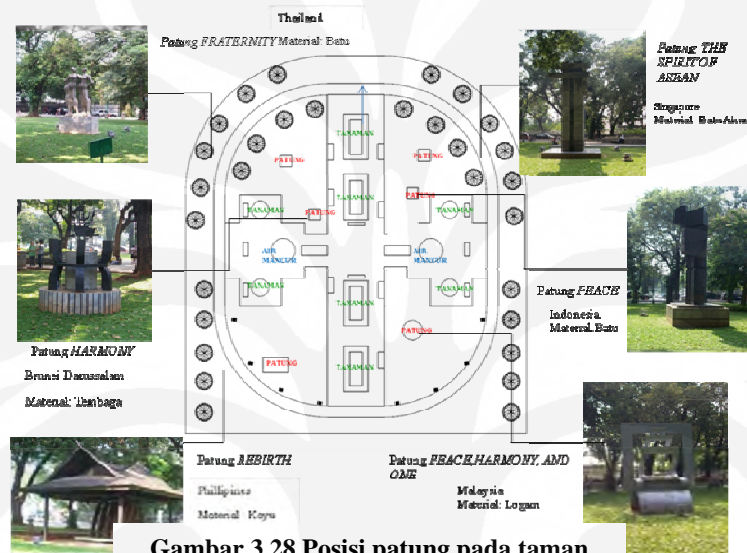 Thailand
Patung FRATERNITY Material: Batu
Patung THE
SPIRIT OF
ASEAN
Singapore
Material: Batu Alam
TANAMAN
PATUNG
PATUNG
TANAMAN
PATUNG
TANAMAN
PATUNG
TANAMAN
AIR
MANCUR
AIR
MANCUR
TANAMAN
TANAMAN
TANAMAN
PATUNG
PATUNG
TANAMAN
Patung PEACE
Indonesia
Material: Batu
Patung HARMONY
Brunei Darussalam
Material: Tembaga
Patung REBIRTH
Phillipines
Material : Kayu
Patung PEACE,HARMONY, AND
ONE
Malaysia
Material: Logam
Gambar 3.28 Posisi patung pada taman